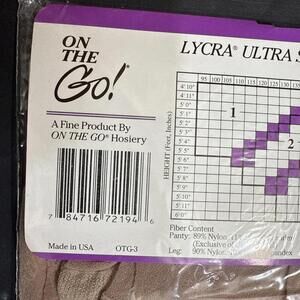 ON
THE
Go!®
A Fine Product By
ON THE GO® Hosiery
7 84716 72194 6
Made in USA
OTG-3
LYCRA® ULTRA
95 100 105 110 115 120 125 130 135
HEIGHT (Feet, Inches)
4'10"
4'11"
5'0"
5'1"
5'2"
5'3"
5'4"
5'5"
5'6"
5'7"
5'8"
5'9"
5'10"
5'11"
6'0"
1
2
Fiber Content
Panty: 89% Nylon,
(Exclusive of
Leg: 90% Nylon,